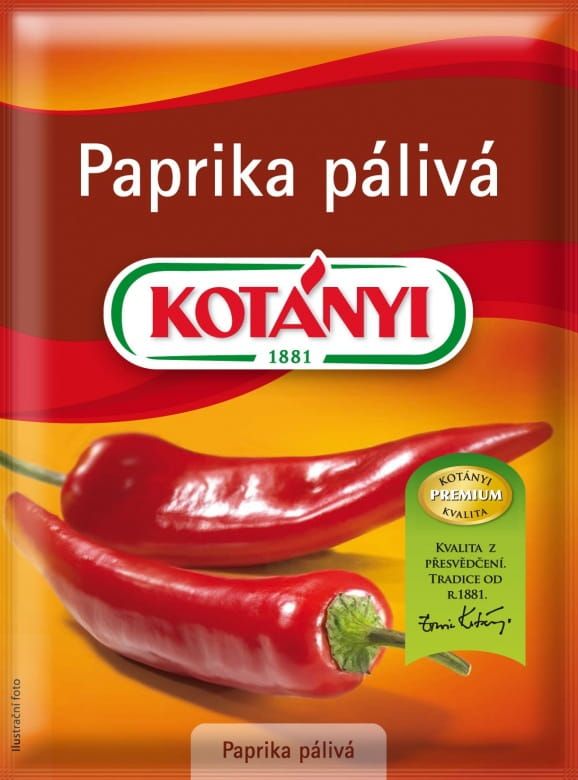 Paprika pálivá
KOTÁNYI
1881
KOTÁNYI
PREMIUM
KVALITA
KVALITA Z
PŘESVĚDČENÍ.
TRADICE OD
R.1881.
Ilustrační foto
Paprika pálivá